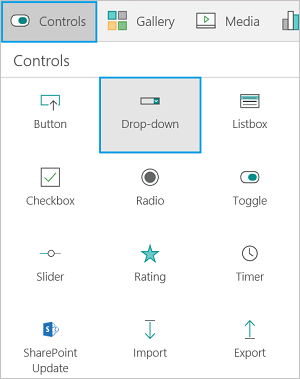 Controls Gallery Media
Controls
Button Drop-down Listbox
Checkbox Radio Toggle
Slider Rating Timer
SharePoint Import Export
Update